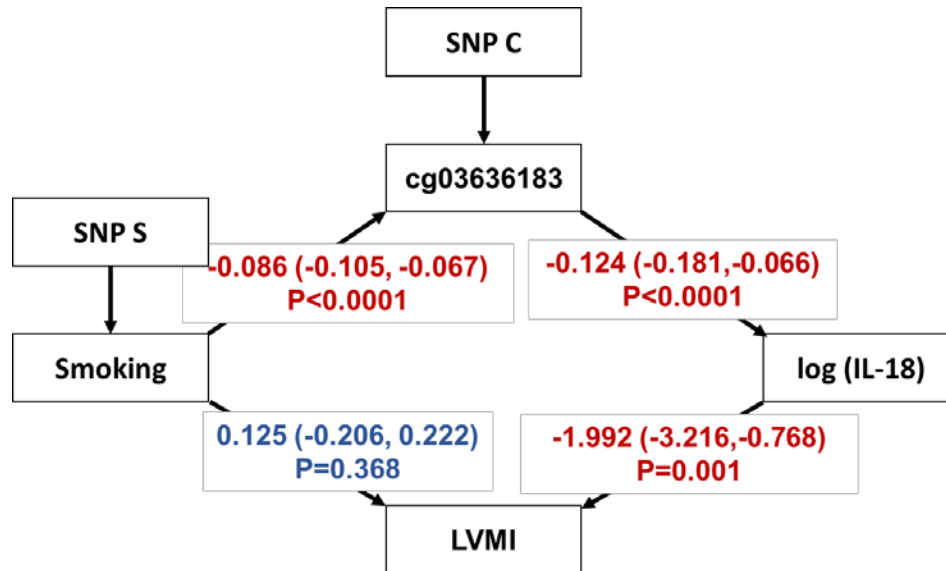 SNP C
cg03636183
SNP S
-0.086 (-0.105, -0.067)
P<0.0001
-0.124 (-0.181,-0.066)
P<0.0001
Smoking
log (IL-18)
0.125 (-0.206, 0.222)
P=0.368
-1.992 (-3.216,-0.768)
P=0.001
LVMI